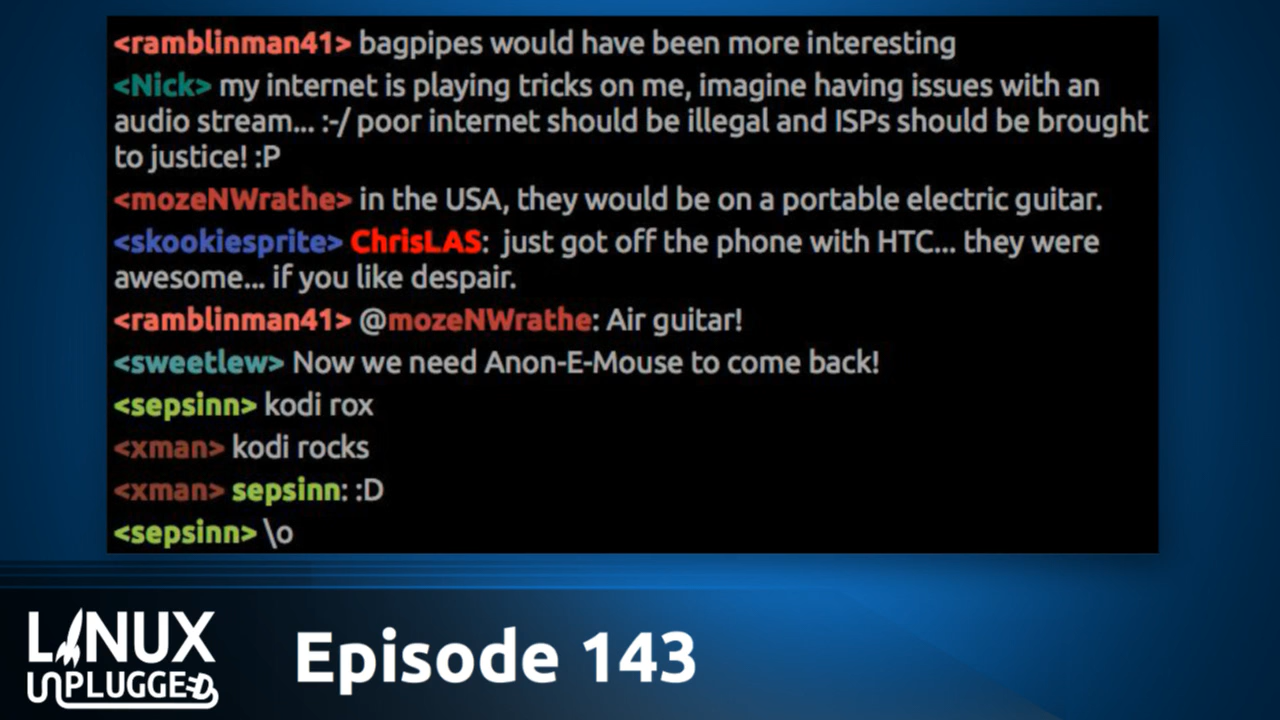 <ramblinman41> bagpipes would have been more interesting
<Nick> my internet is playing tricks on me, imagine having issues with an
audio stream... :-/ poor internet should be illegal and ISPs should be brought
to justice! :P
<mozeNWrathe> in the USA, they would be on a portable electric guitar.
<skookiesprite> ChrisLAS:  just got off the phone with HTC... they were
awesome... if you like despair.
<ramblinman41> @mozeNWrathe: Air guitar!
<sweetlew> Now we need Anon-E-Mouse to come back!
<sepsinn> kodi rox
<xman> kodi rocks
<xman> sepsinn: :D
<sepsinn> \o
LINUX
UNPLUGGED
Episode 143